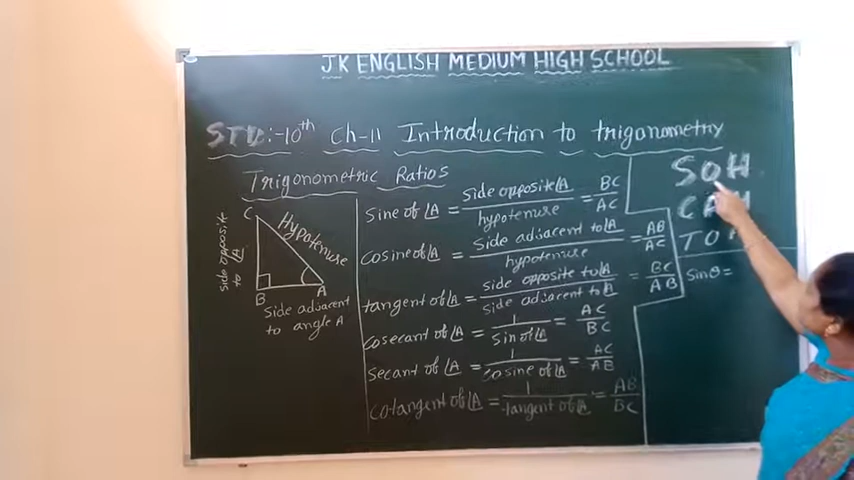 JK ENGLISH MEDIUM HIGH SCHOOL
STD:-10th Ch-11 Introduction to trigonometry
Trigonometric Ratios
C
Hypotenuse
side opposite to ∠A
B
A
Side adjacent
to angle A
Sine of ∠A = Side opposite ∠A / hypotenuse = BC / AC
Cosine of ∠A = Side adjacent to ∠A / hypotenuse = AB / AC
tangent of ∠A = side opposite to ∠A / side adjacent to ∠A = BC / AB
Cosecant of ∠A = 1 / Sin of ∠A = AC / BC
Secant of ∠A = 1 / Cosine of ∠A = AC / AB
Cotangent of ∠A = 1 / tangent of ∠A = AB / BC
SOH
CAH
TO
Sinθ=